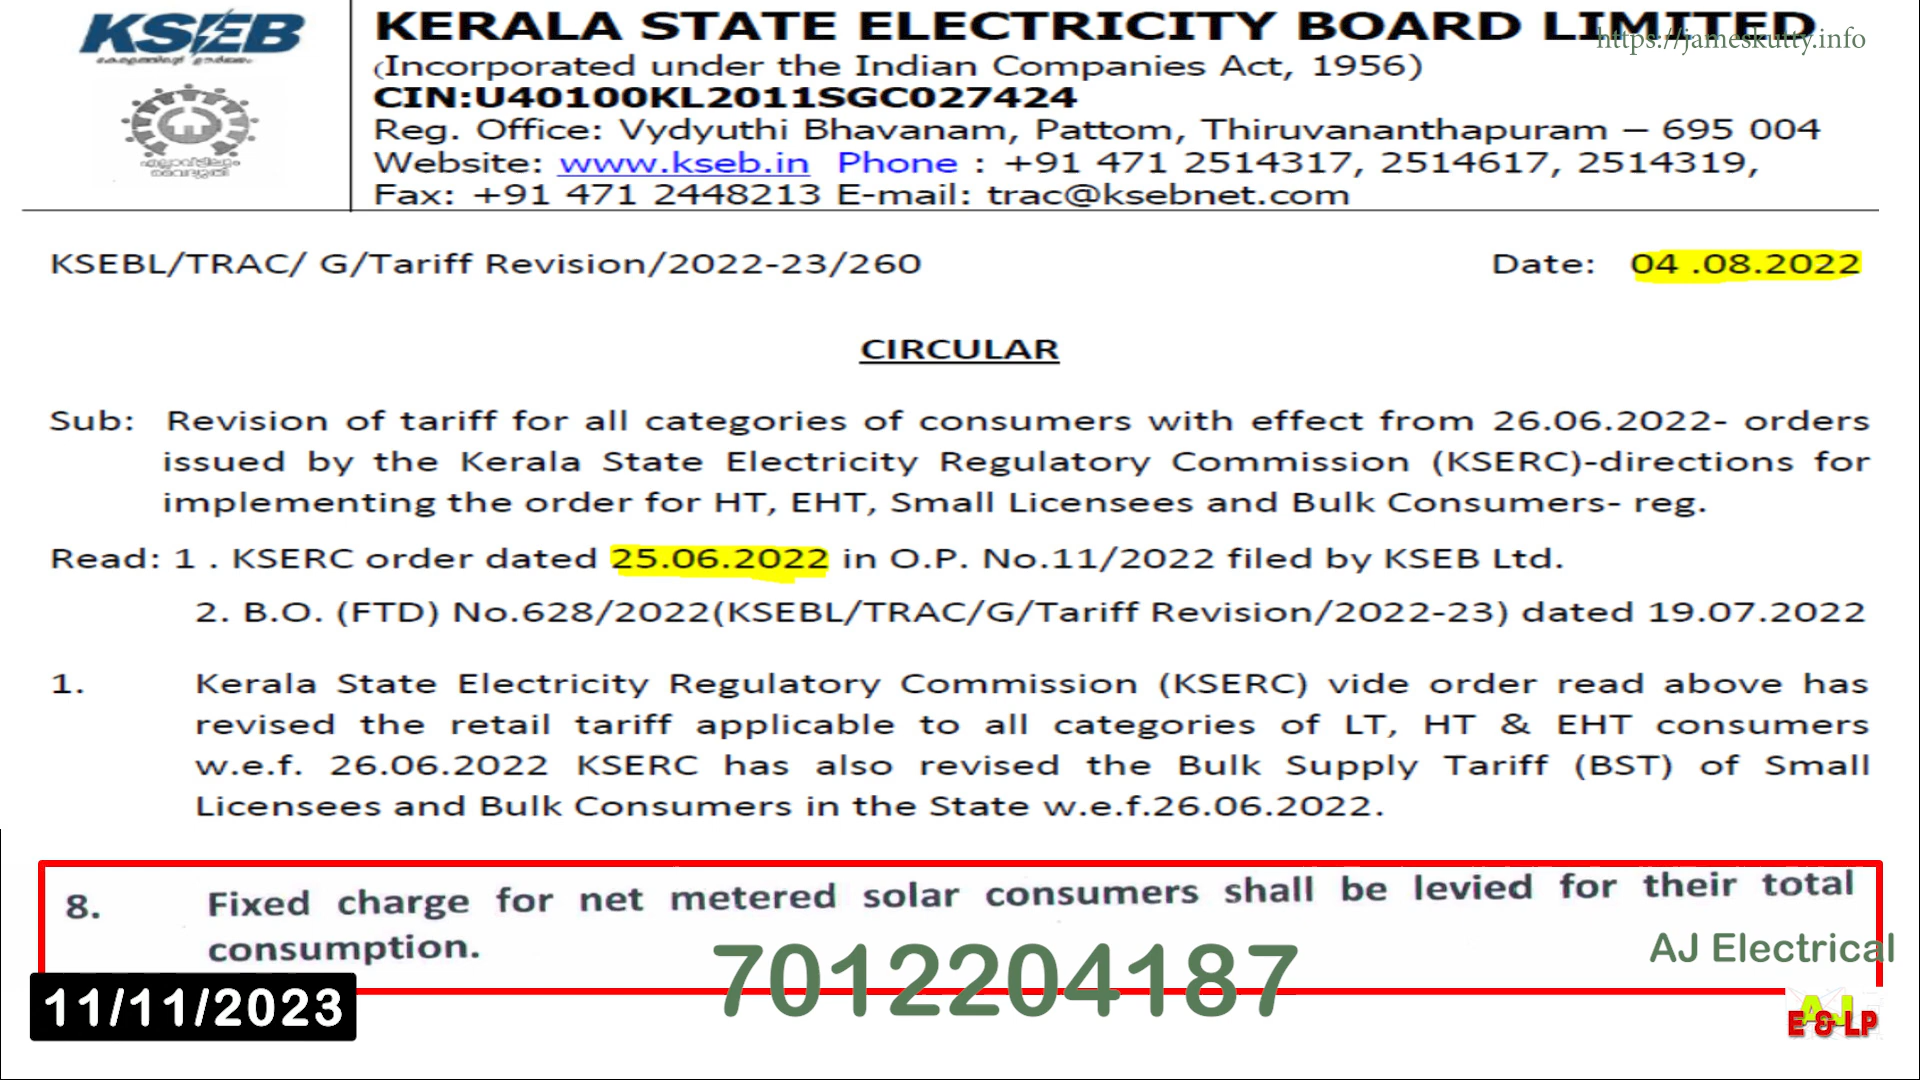 KSEB
KERALA STATE ELECTRICITY BOARD LIMITED
https://jameskutty.info
(Incorporated under the Indian Companies Act, 1956)
CIN:U40100KL2011SGC027424
Reg. Office: Vydyuthi Bhavanam, Pattom, Thiruvananthapuram – 695 004
Website: www.kseb.in Phone : +91 471 2514317, 2514617, 2514319,
Fax: +91 471 2448213 E-mail: trac@ksebnet.com
KSEBL/TRAC/ G/Tariff Revision/2022-23/260 Date: 04 .08.2022
CIRCULAR
Sub: Revision of tariff for all categories of consumers with effect from 26.06.2022- orders
issued by the Kerala State Electricity Regulatory Commission (KSERC)-directions for
implementing the order for HT, EHT, Small Licensees and Bulk Consumers- reg.
Read: 1 . KSERC order dated 25.06.2022 in O.P. No.11/2022 filed by KSEB Ltd.
2. B.O. (FTD) No.628/2022(KSEBL/TRAC/G/Tariff Revision/2022-23) dated 19.07.2022
1. Kerala State Electricity Regulatory Commission (KSERC) vide order read above has
revised the retail tariff applicable to all categories of LT, HT & EHT consumers
w.e.f. 26.06.2022 KSERC has also revised the Bulk Supply Tariff (BST) of Small
Licensees and Bulk Consumers in the State w.e.f.26.06.2022.
8. Fixed charge for net metered solar consumers shall be levied for their total
consumption.
7012204187
AJ Electrical
11/11/2023
AJ
E & LP